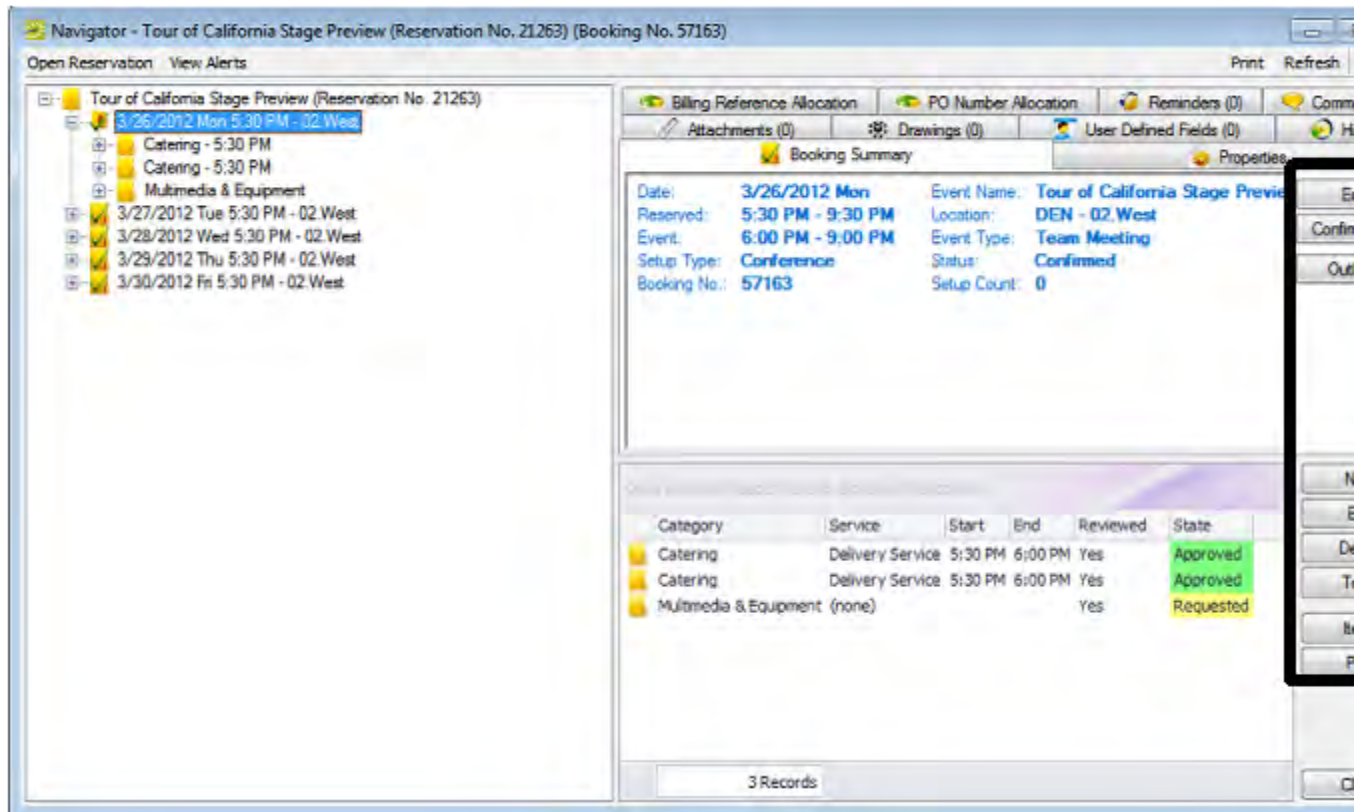 Navigator - Tour of California Stage Preview (Reservation No. 21263) (Booking No. 57163)
Open Reservation View Alerts Print Refresh
Tour of California Stage Preview (Reservation No. 21263)
3/26/2012 Mon 5:30 PM - 02.West
Catering - 5:30 PM
Catering - 5:30 PM
Multimedia & Equipment
3/27/2012 Tue 5:30 PM - 02.West
3/28/2012 Wed 5:30 PM - 02.West
3/29/2012 Thu 5:30 PM - 02.West
3/30/2012 Fri 5:30 PM - 02.West
Billing Reference Allocation PO Number Allocation Reminders (0) Comm
Attachments (0) Drawings (0) User Defined Fields (0) Hi
Booking Summary Properties
Date: 3/26/2012 Mon Event Name: Tour of California Stage Previe
Reserved: 5:30 PM - 9:30 PM Location: DEN - 02.West
Event: 6:00 PM - 9:00 PM Event Type: Team Meeting
Setup Type: Conference Status: Confirmed
Booking No.: 57163 Setup Count: 0
Confirm
Category Service Start End Reviewed State
Catering Delivery Service 5:30 PM 6:00 PM Yes Approved
Catering Delivery Service 5:30 PM 6:00 PM Yes Approved
Multimedia & Equipment (none) Yes Requested
De
3 Records